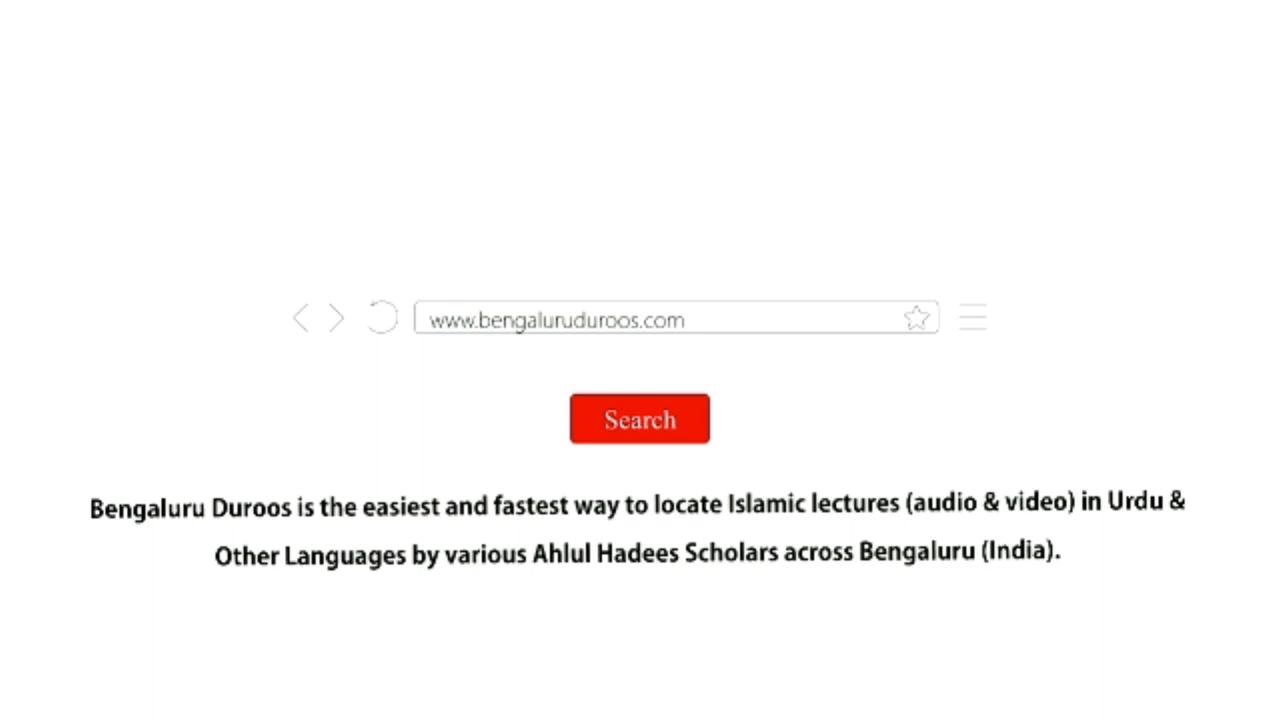 www.bengaluruduroos.com
Search
Bengaluru Duroos is the easiest and fastest way to locate Islamic lectures (audio & video) in Urdu &
Other Languages by various Ahlul Hadees Scholars across Bengaluru (India).